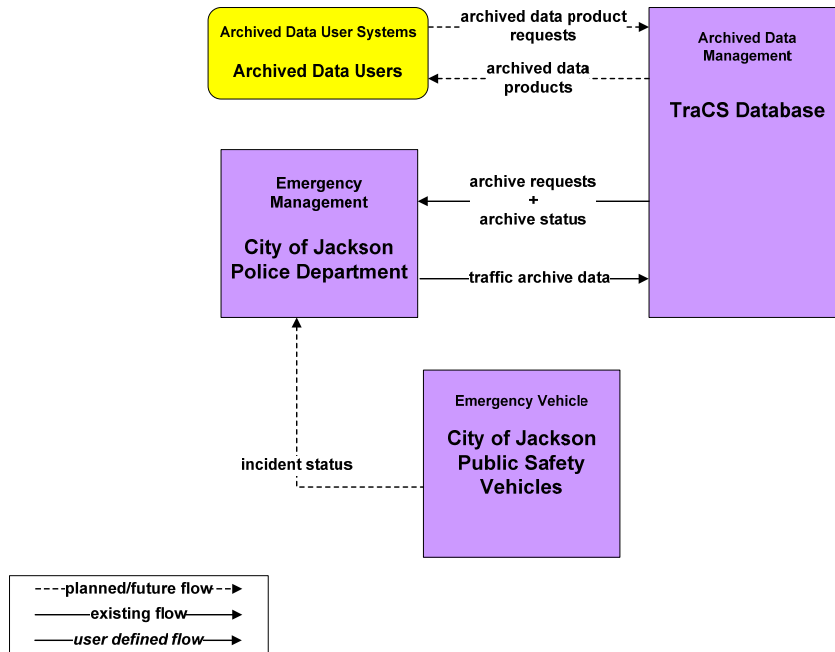 Archived Data User Systems
Archived Data Users
archived data product
requests
archived data
products
Archived Data
Management
TraCS Database
Emergency
Management
City of Jackson
Police Department
archive requests
+
archive status
traffic archive data
Emergency Vehicle
City of Jackson
Public Safety
Vehicles
incident status
planned/future flow
existing flow
user defined flow